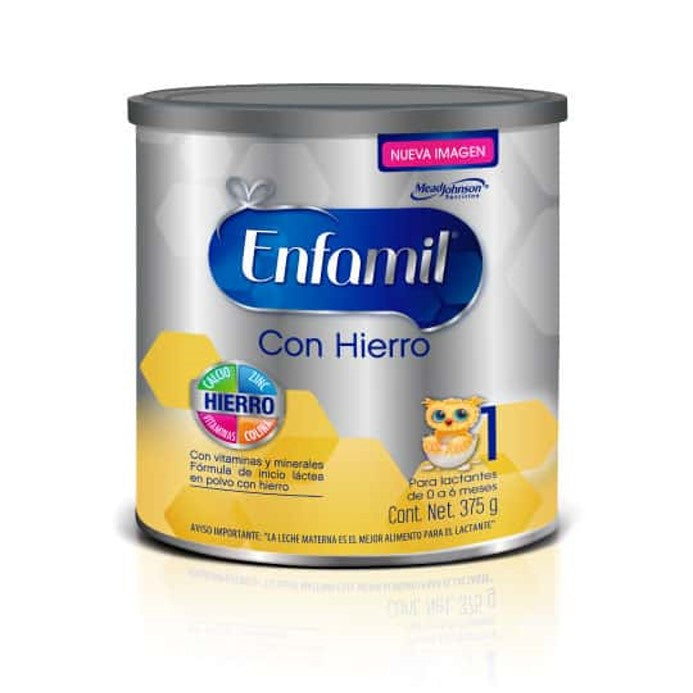 NUEVA IMAGEN
MeadJohnson
Nutrition
Enfamil
Con Hierro
CALCIO
ZINC
HIERRO
VITAMINAS
COLINA
1
Con vitaminas y minerales
Fórmula de inicio láctea
en polvo con hierro
Para lactantes
de 0 a 6 meses
Cont. Net. 375 g
AVISO IMPORTANTE: "LA LECHE MATERNA ES EL MEJOR ALIMENTO PARA EL LACTANTE"